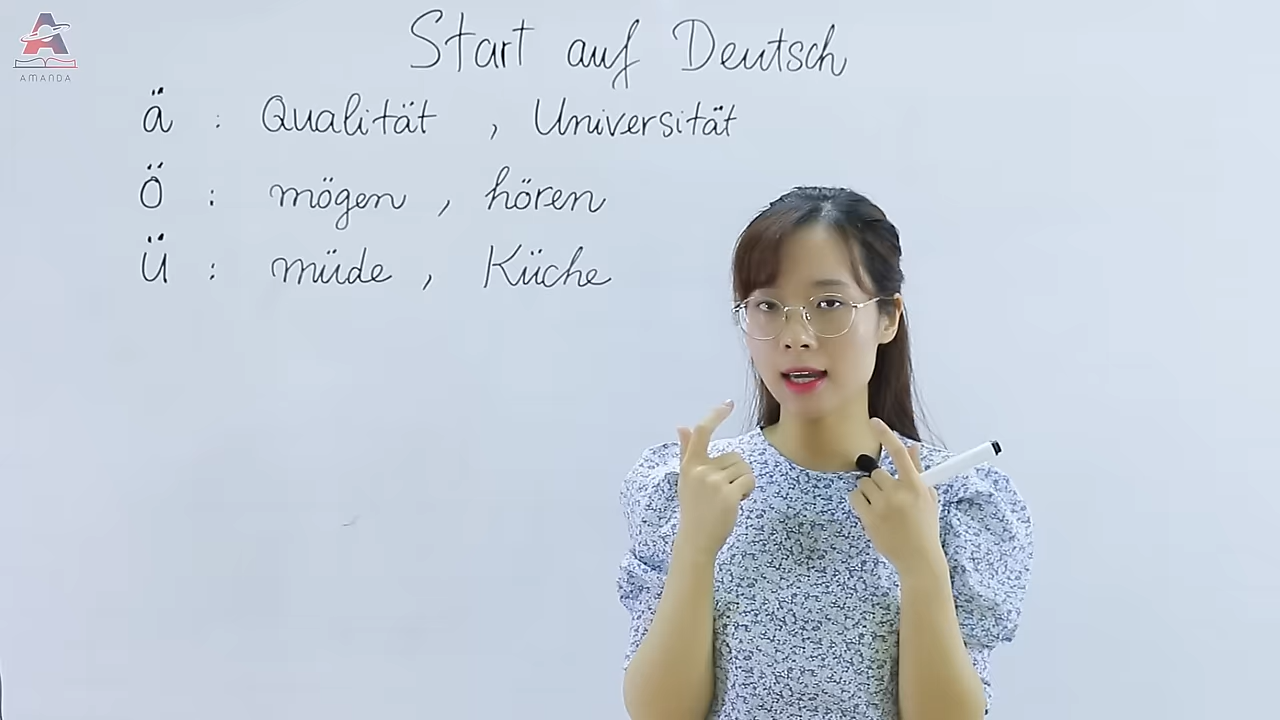 AMANDA
Start auf Deutsch
ä : Qualität , Universität
Ö : mögen , hören
Ü : müde , Küche